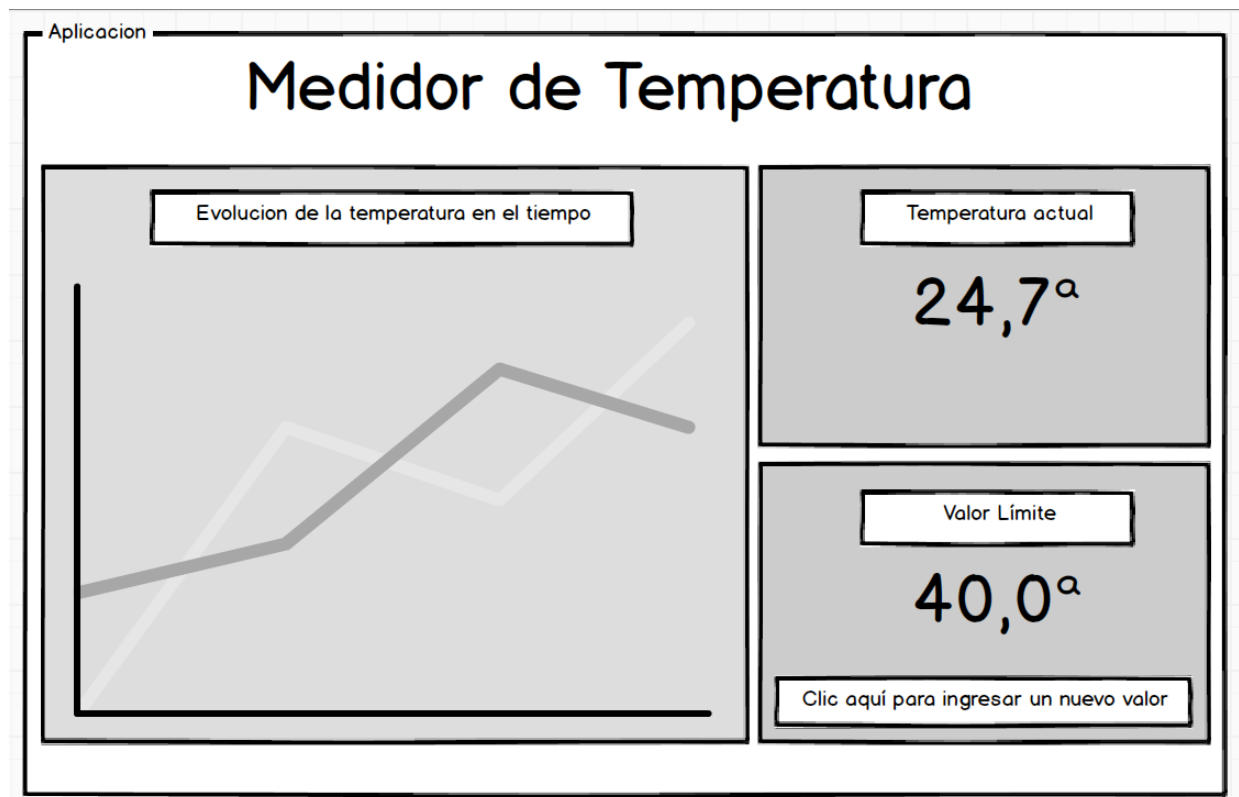 Aplicacion
Medidor de Temperatura
Evolucion de la temperatura en el tiempo
Temperatura actual
24,7ª
Valor Límite
40,0ª
Clic aquí para ingresar un nuevo valor